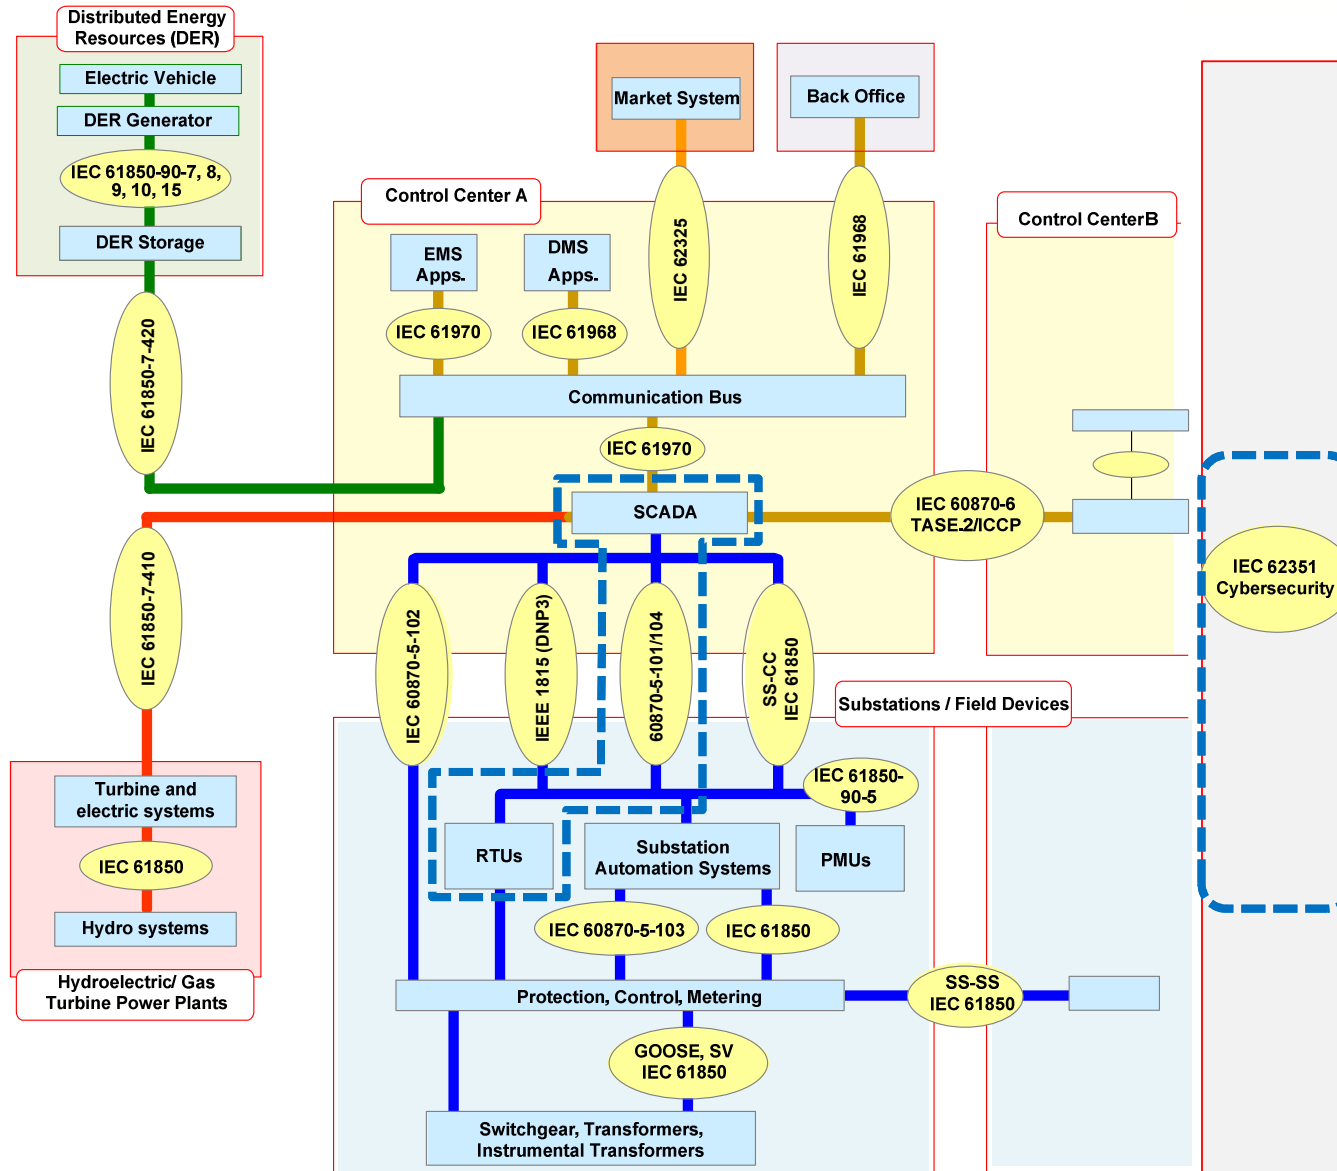 Distributed Energy
Resources (DER)
Electric Vehicle
DER Generator
IEC 61850-90-7, 8,
9, 10, 15
DER Storage
IEC 61850-7-420
Market System
Back Office
Control Center A
EMS
Apps.
DMS
Apps.
IEC 62325
IEC 61968
IEC 61970
IEC 61968
Communication Bus
IEC 61970
SCADA
IEC 60870-6
TASE.2/ICCP
Control CenterB
IEC 62351
Cybersecurity
IEC 61850-7-410
IEC 60870-5-102
IEEE 1815 (DNP3)
60870-5-101/104
SS-CC
IEC 61850
Substations / Field Devices
IEC 61850-
90-5
Turbine and
electric systems
IEC 61850
Hydro systems
Hydroelectric/ Gas
Turbine Power Plants
RTUs
Substation
Automation Systems
PMUs
IEC 60870-5-103
IEC 61850
Protection, Control, Metering
SS-SS
IEC 61850
GOOSE, SV
IEC 61850
Switchgear, Transformers,
Instrumental Transformers